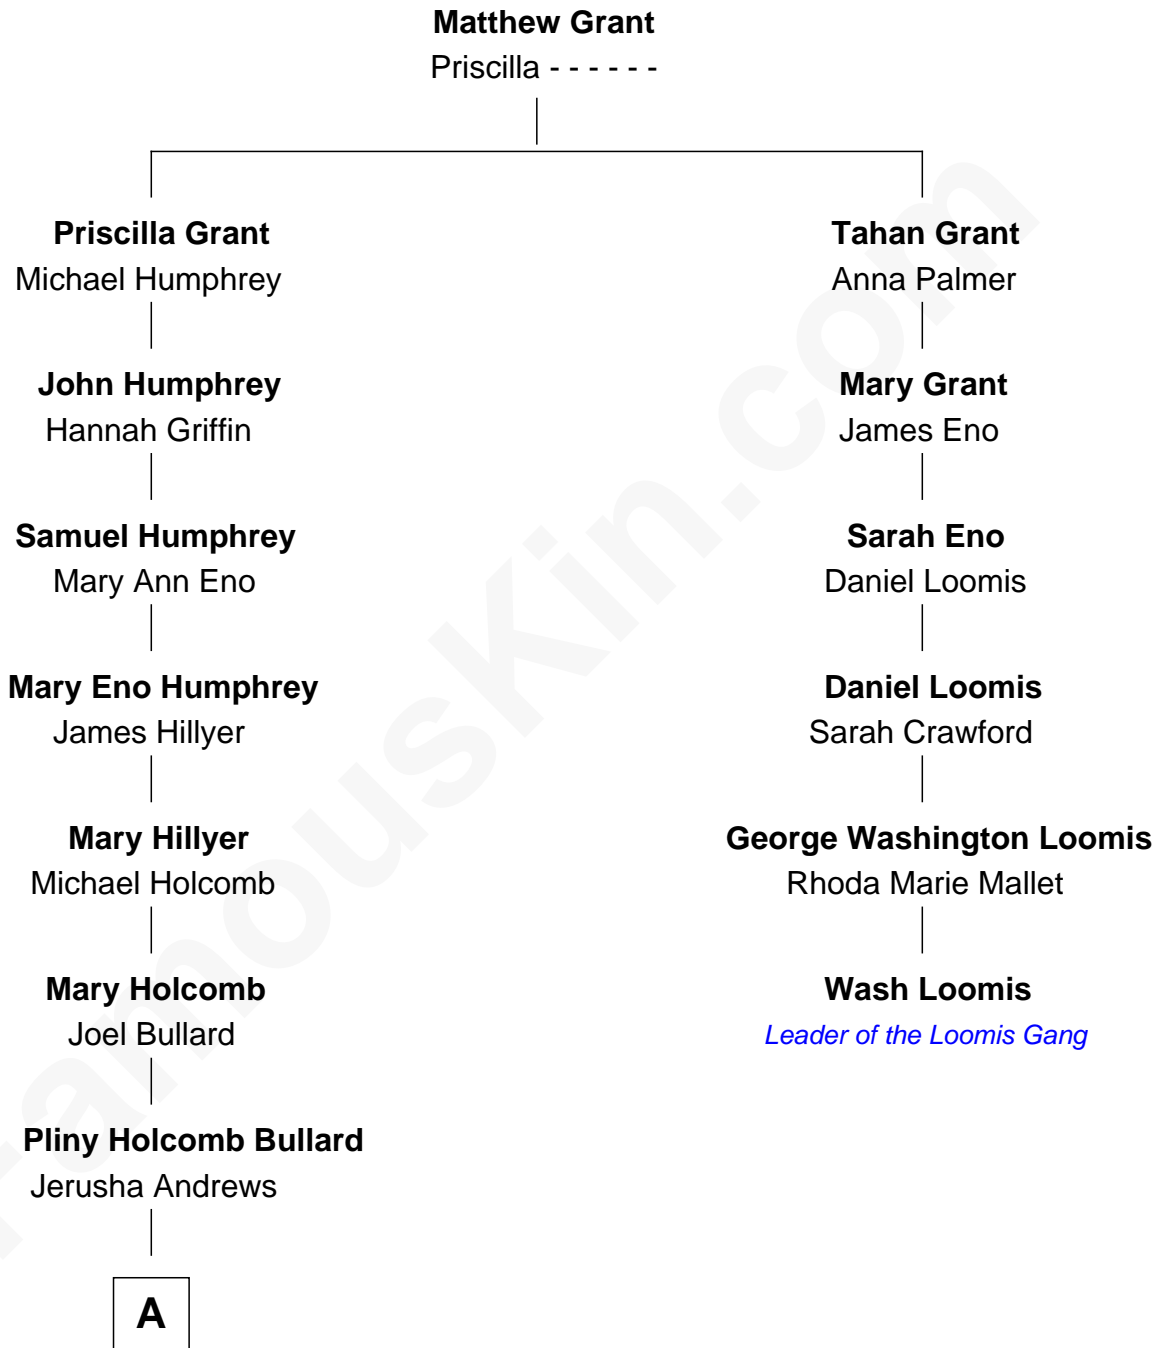 Matthew Grant
Priscilla - - - - - -
Priscilla Grant
Michael Humphrey
Tahan Grant
Anna Palmer
John Humphrey
Hannah Griffin
Mary Grant
James Eno
Samuel Humphrey
Mary Ann Eno
Sarah Eno
Daniel Loomis
Mary Eno Humphrey
James Hillyer
Daniel Loomis
Sarah Crawford
Mary Hillyer
Michael Holcomb
George Washington Loomis
Rhoda Marie Mallet
Mary Holcomb
Joel Bullard
Wash Loomis
Leader of the Loomis Gang
Pliny Holcomb Bullard
Jerusha Andrews
A
FamousKin.com